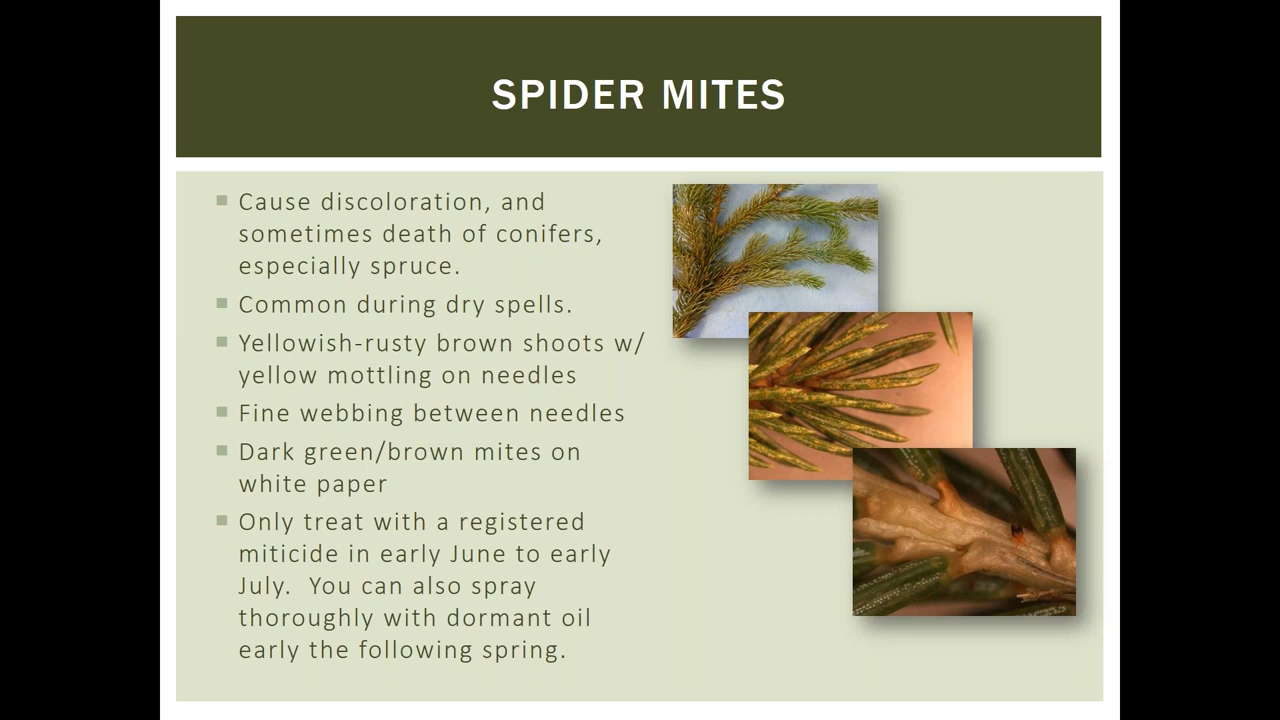 SPIDER MITES
Cause discoloration, and
sometimes death of conifers,
especially spruce.
Common during dry spells.
Yellowish-rusty brown shoots w/
yellow mottling on needles
Fine webbing between needles
Dark green/brown mites on
white paper
Only treat with a registered
miticide in early June to early
July.  You can also spray
thoroughly with dormant oil
early the following spring.